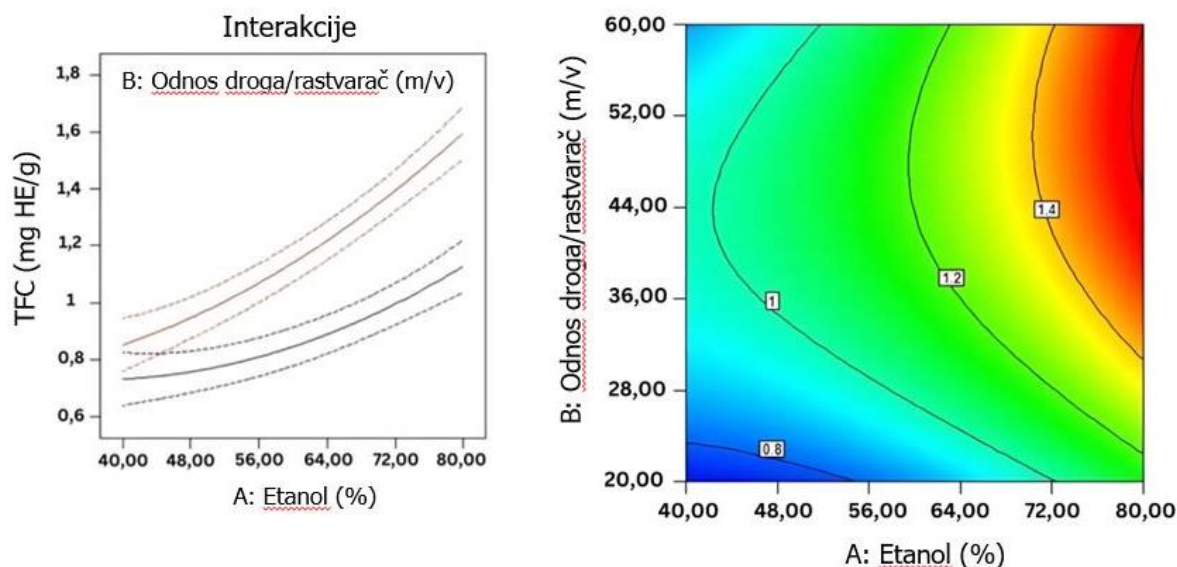 Interakcije
B: Odnos droga/rastvarač (m/v)
TFC (mg HE/g)
1,8
1,6
1,4
1,2
1
0,8
0,6
40,00 48,00 56,00 64,00 72,00 80,00
A: Etanol (%)
B: Odnos droga/rastvarač (m/v)
60,00
52,00
44,00
36,00
28,00
20,00
1.4
1.2
1
0.8
40,00 48,00 56,00 64,00 72,00 80,00
A: Etanol (%)